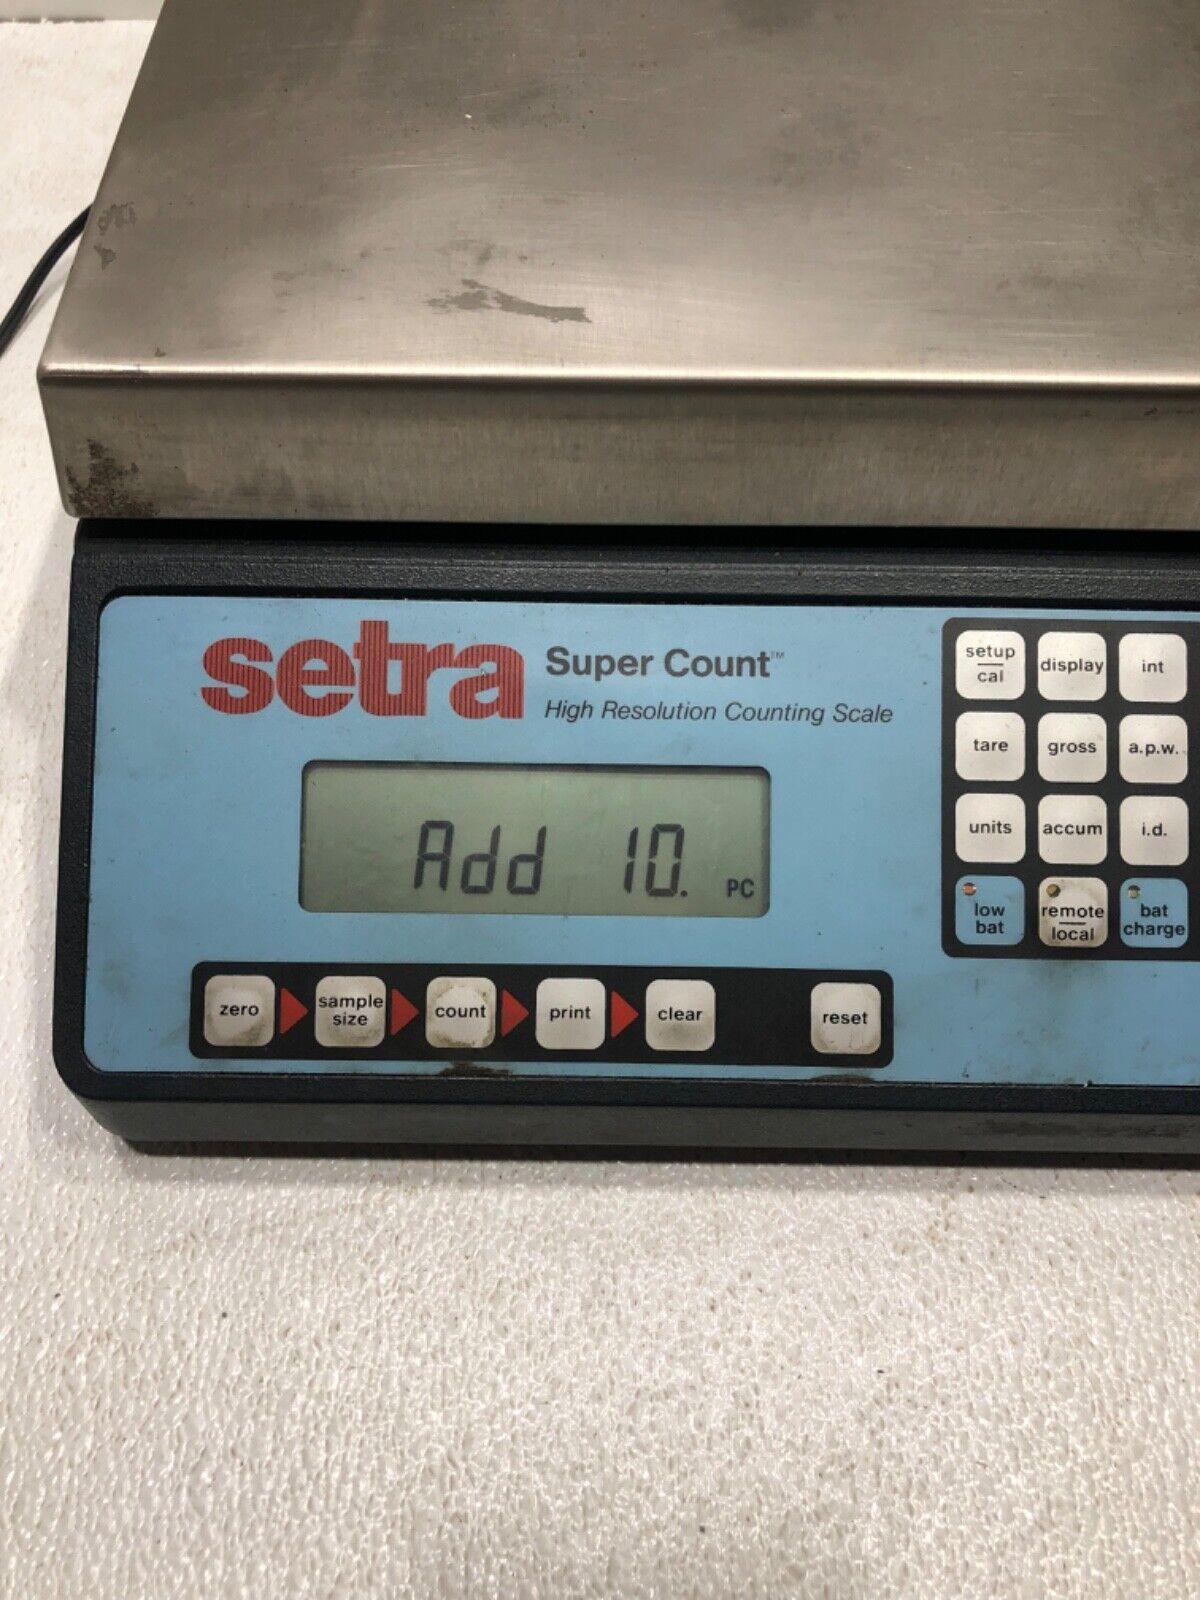 setra Super Count™
High Resolution Counting Scale
Add 10. PC
setup
cal
display
int
tare
gross
a.p.w.
units
accum
i.d.
low
bat
remote
local
bat
charge
zero
sample
size
count
print
clear
reset